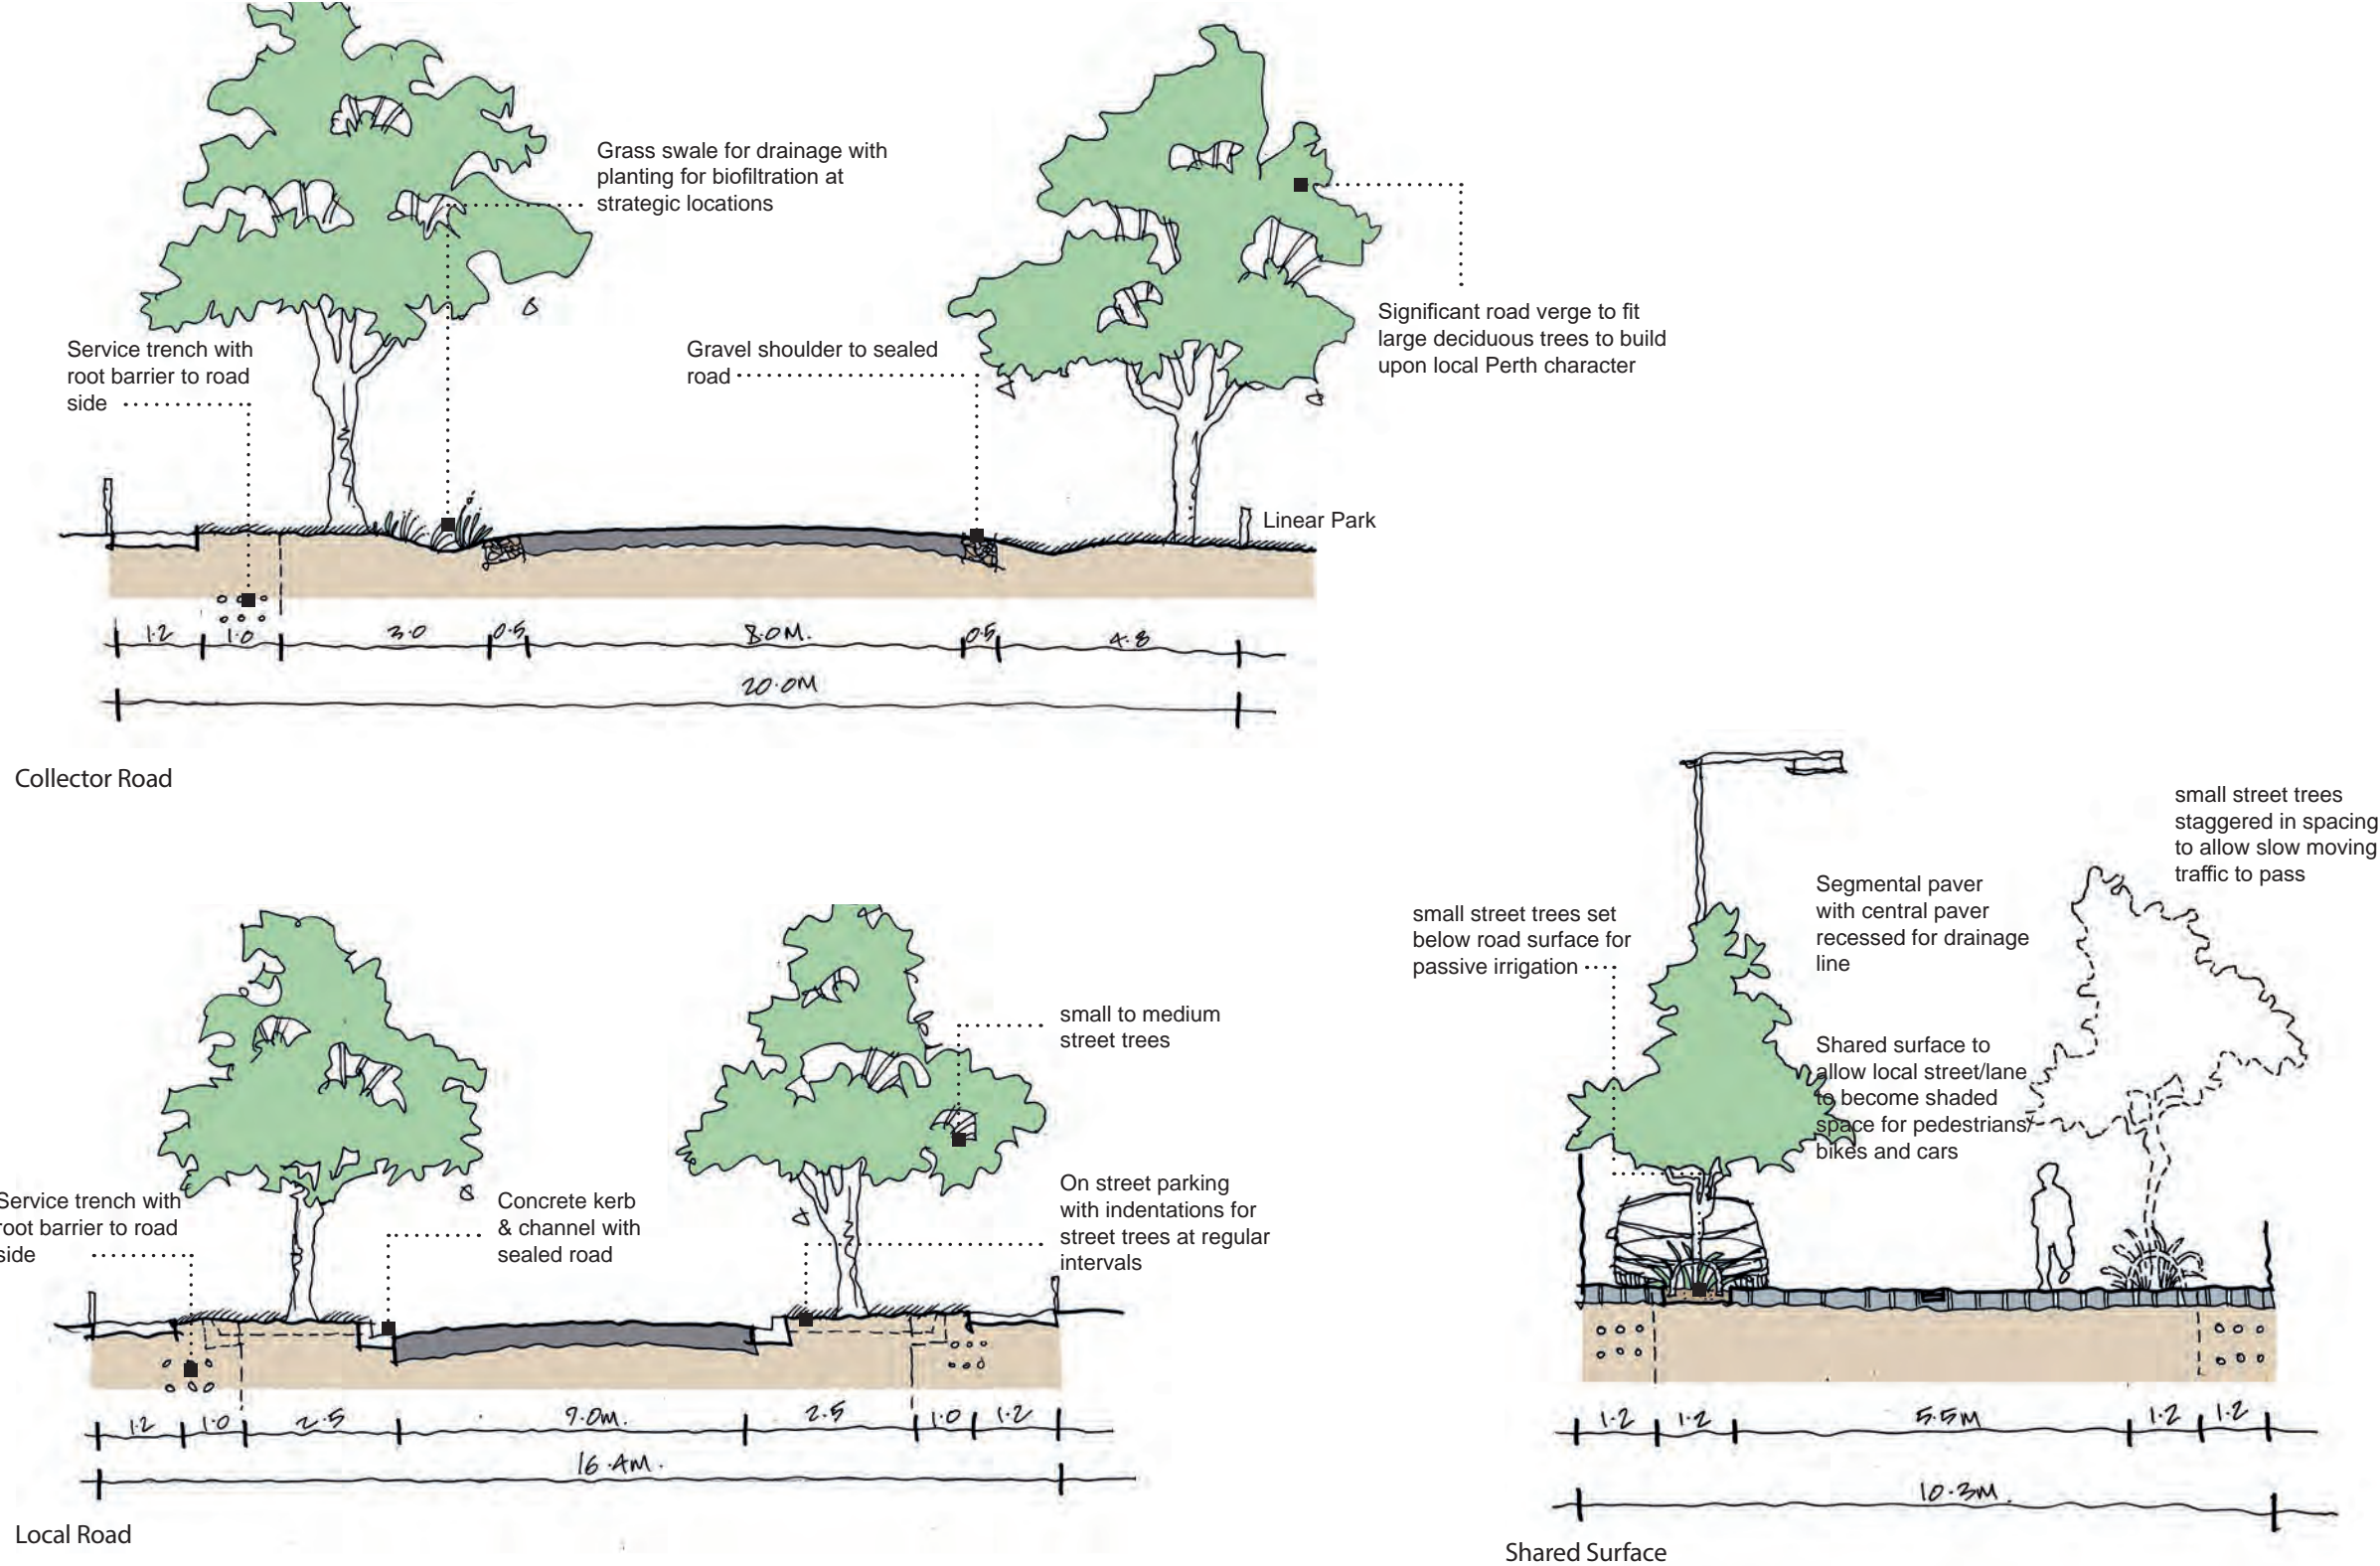 Grass swale for drainage with
planting for biofiltration at
strategic locations
Significant road verge to fit
large deciduous trees to build
upon local Perth character
Service trench with
root barrier to road
side
Gravel shoulder to sealed
road
Linear Park
1.2 1.0 3.0 0.5 8.0M. 0.5 4.8
20.0M
Collector Road
small to medium
street trees
Service trench with
root barrier to road
side
Concrete kerb
& channel with
sealed road
On street parking
with indentations for
street trees at regular
intervals
1.2 1.0 2.5 7.0m. 2.5 1.0 1.2
16.4m.
Local Road
small street trees
staggered in spacing
to allow slow moving
traffic to pass
Segmental paver
with central paver
recessed for drainage
line
small street trees set
below road surface for
passive irrigation
Shared surface to
allow local street/lane
to become shaded
space for pedestrians/
bikes and cars
1.2 1.2 5.5M 1.2 1.2
10.3M.
Shared Surface